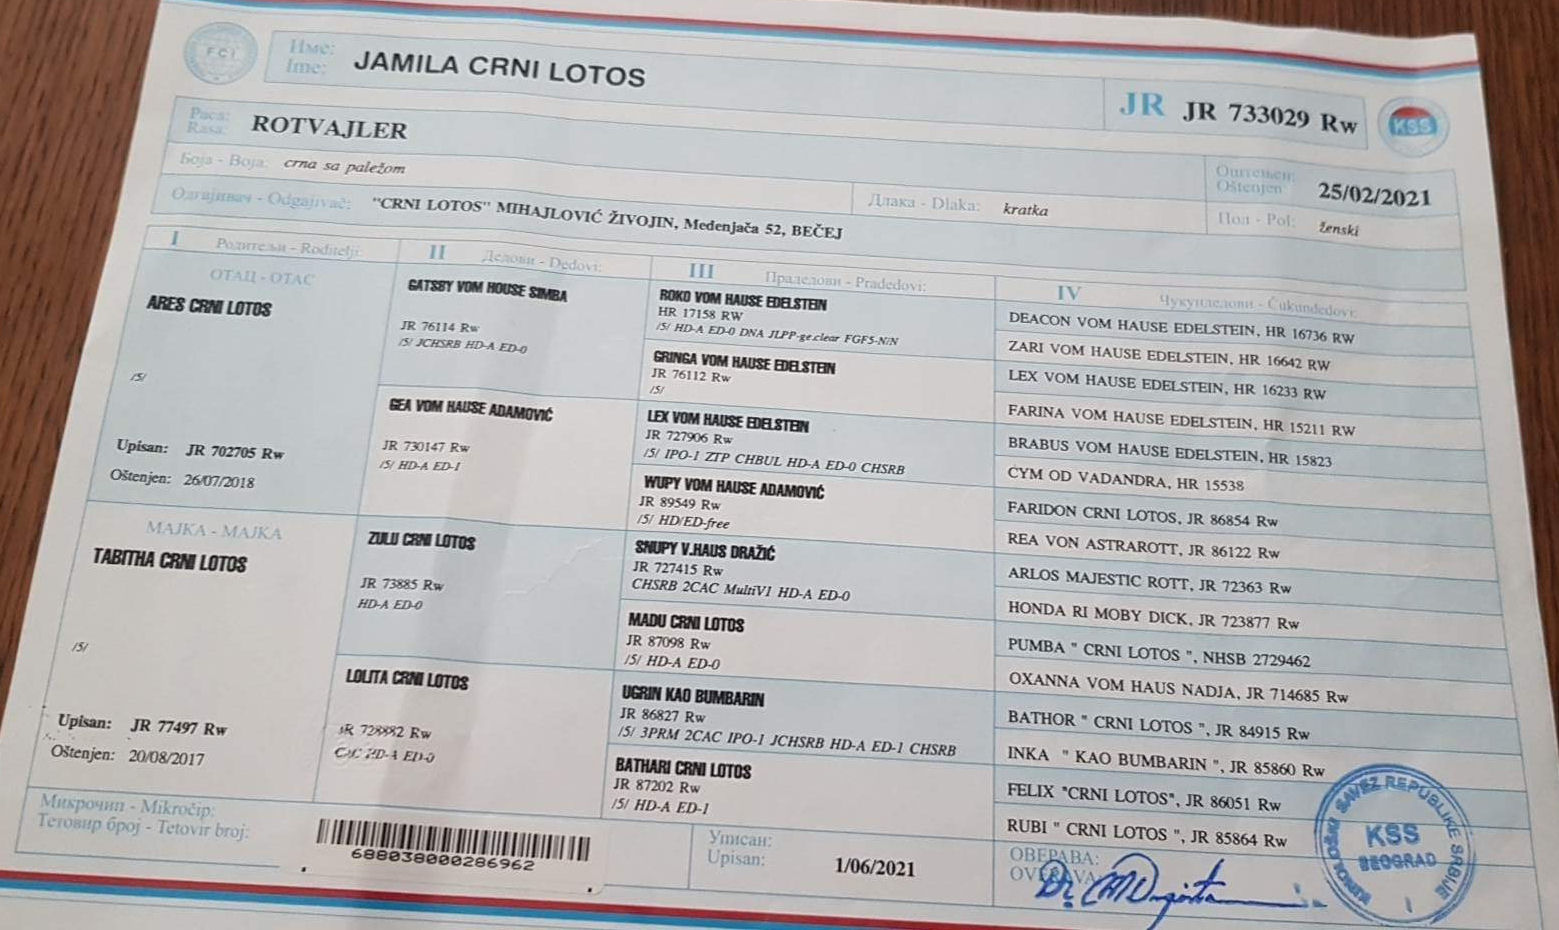 FCI
Име:
Ime:
JAMILA CRNI LOTOS
JR JR 733029 Rw
KSS
Раса:
Rasa:
ROTVAJLER
Боја - Boja: crna sa paležom
Длака - Dlaka: kratka
Оштењен:
Oštenjen
25/02/2021
Одгајивач - Odgajivač: "CRNI LOTOS" MIHAJLOVIĆ ŽIVOJIN, Medenjača 52, BEČEJ
Пол - Pol: ženski
I Родитељи - Roditelji:
ОТАЦ - OTAC
ARES CRNI LOTOS
/5/
Upisan: JR 702705 Rw
Oštenjen: 26/07/2018
МАЈКА - MAJKA
TABITHA CRNI LOTOS
/5/
Upisan: JR 77497 Rw
Oštenjen: 20/08/2017
II Дедови - Dedovi:
GATSBY VOM HOUSE SIMBA
JR 76114 Rw
/5/ JCHSRB HD-A ED-0
GEA VOM HAUSE ADAMOVIĆ
JR 730147 Rw
/5/ HD-A ED-1
ZULU CRNI LOTOS
JR 73885 Rw
HD-A ED-0
LOLITA CRNI LOTOS
JR 728882 Rw
CAC HD-A ED-0
III Прадедови - Pradedovi:
ROKO VOM HAUSE EDELSTEIN
HR 17158 RW
/5/ HD-A ED-0 DNA JLPP-ge.clear FGF5-N/N
GRINGA VOM HAUSE EDELSTEIN
JR 76112 Rw
/5/
LEX VOM HAUSE EDELSTEIN
JR 727906 Rw
/5/ IPO-1 ZTP CHBUL HD-A ED-0 CHSRB
WUPY VOM HAUSE ADAMOVIĆ
JR 89549 Rw
/5/ HD/ED-free
SNUPY V.HAUS DRAŽIĆ
JR 727415 Rw
CHSRB 2CAC MultiV1 HD-A ED-0
MADU CRNI LOTOS
JR 87098 Rw
/5/ HD-A ED-0
UGRIN KAO BUMBARIN
JR 86827 Rw
/5/ 3PRM 2CAC IPO-1 JCHSRB HD-A ED-1 CHSRB
BATHARI CRNI LOTOS
JR 87202 Rw
/5/ HD-A ED-1
IV Чукундедови - Čukundedovi:
DEACON VOM HAUSE EDELSTEIN, HR 16736 RW
ZARI VOM HAUSE EDELSTEIN, HR 16642 RW
LEX VOM HAUSE EDELSTEIN, HR 16233 RW
FARINA VOM HAUSE EDELSTEIN, HR 15211 RW
BRABUS VOM HAUSE EDELSTEIN, HR 15823
CYM OD VADANDRA, HR 15538
FARIDON CRNI LOTOS, JR 86854 Rw
REA VON ASTRAROTT, JR 86122 Rw
ARLOS MAJESTIC ROTT, JR 72363 Rw
HONDA RI MOBY DICK, JR 723877 Rw
PUMBA " CRNI LOTOS ", NHSB 2729462
OXANNA VOM HAUS NADJA, JR 714685 Rw
BATHOR " CRNI LOTOS ", JR 84915 Rw
INKA " KAO BUMBARIN ", JR 85860 Rw
FELIX "CRNI LOTOS", JR 86051 Rw
RUBI " CRNI LOTOS ", JR 85864 Rw
Микрочип - Mikročip:
Тетовир број - Tetovir broj:
688038000286962
Уписан:
Upisan:
1/06/2021
ОВЕРАВА:
OVERAVA
KINOLOŠKI SAVEZ REPUBLIKE SRBIJE
KSS
BEOGRAD
I